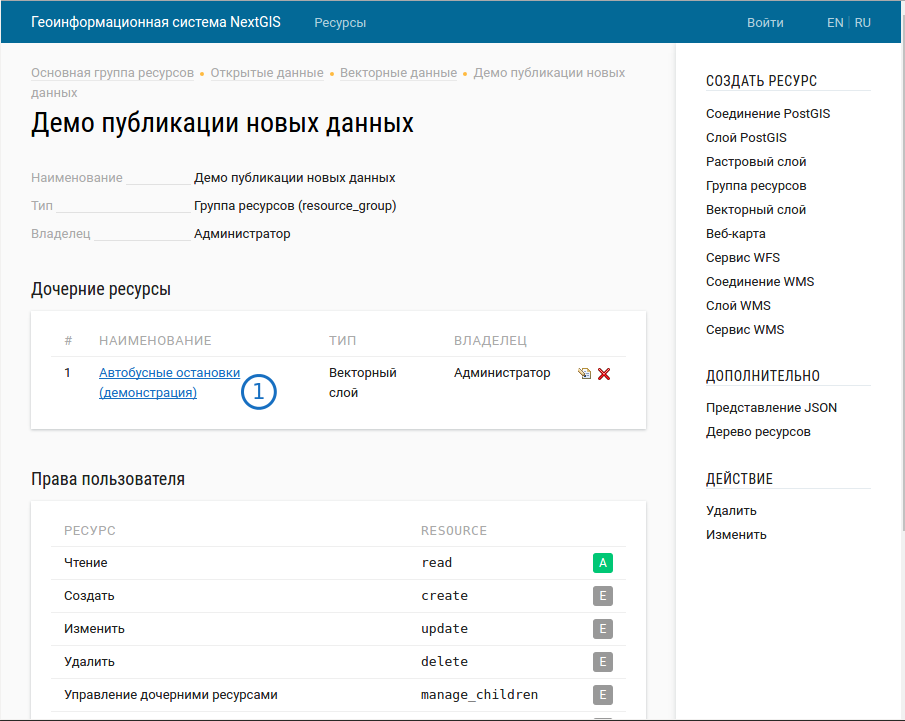 Геоинформационная система NextGIS Ресурсы Войти EN | RU
Основная группа ресурсов • Открытые данные • Векторные данные • Демо публикации новых
данных
Демо публикации новых данных
Наименование Демо публикации новых данных
Тип Группа ресурсов (resource_group)
Владелец Администратор
Дочерние ресурсы
# НАИМЕНОВАНИЕ ТИП ВЛАДЕЛЕЦ
1 Автобусные остановки Векторный Администратор
(демонстрация) слой
1
Права пользователя
РЕСУРС RESOURCE
Чтение read A
Создать create E
Изменить update E
Удалить delete E
Управление дочерними ресурсами manage_children E
СОЗДАТЬ РЕСУРС
Соединение PostGIS
Слой PostGIS
Растровый слой
Группа ресурсов
Векторный слой
Веб-карта
Сервис WFS
Соединение WMS
Слой WMS
Сервис WMS
ДОПОЛНИТЕЛЬНО
Представление JSON
Дерево ресурсов
ДЕЙСТВИЕ
Удалить
Изменить